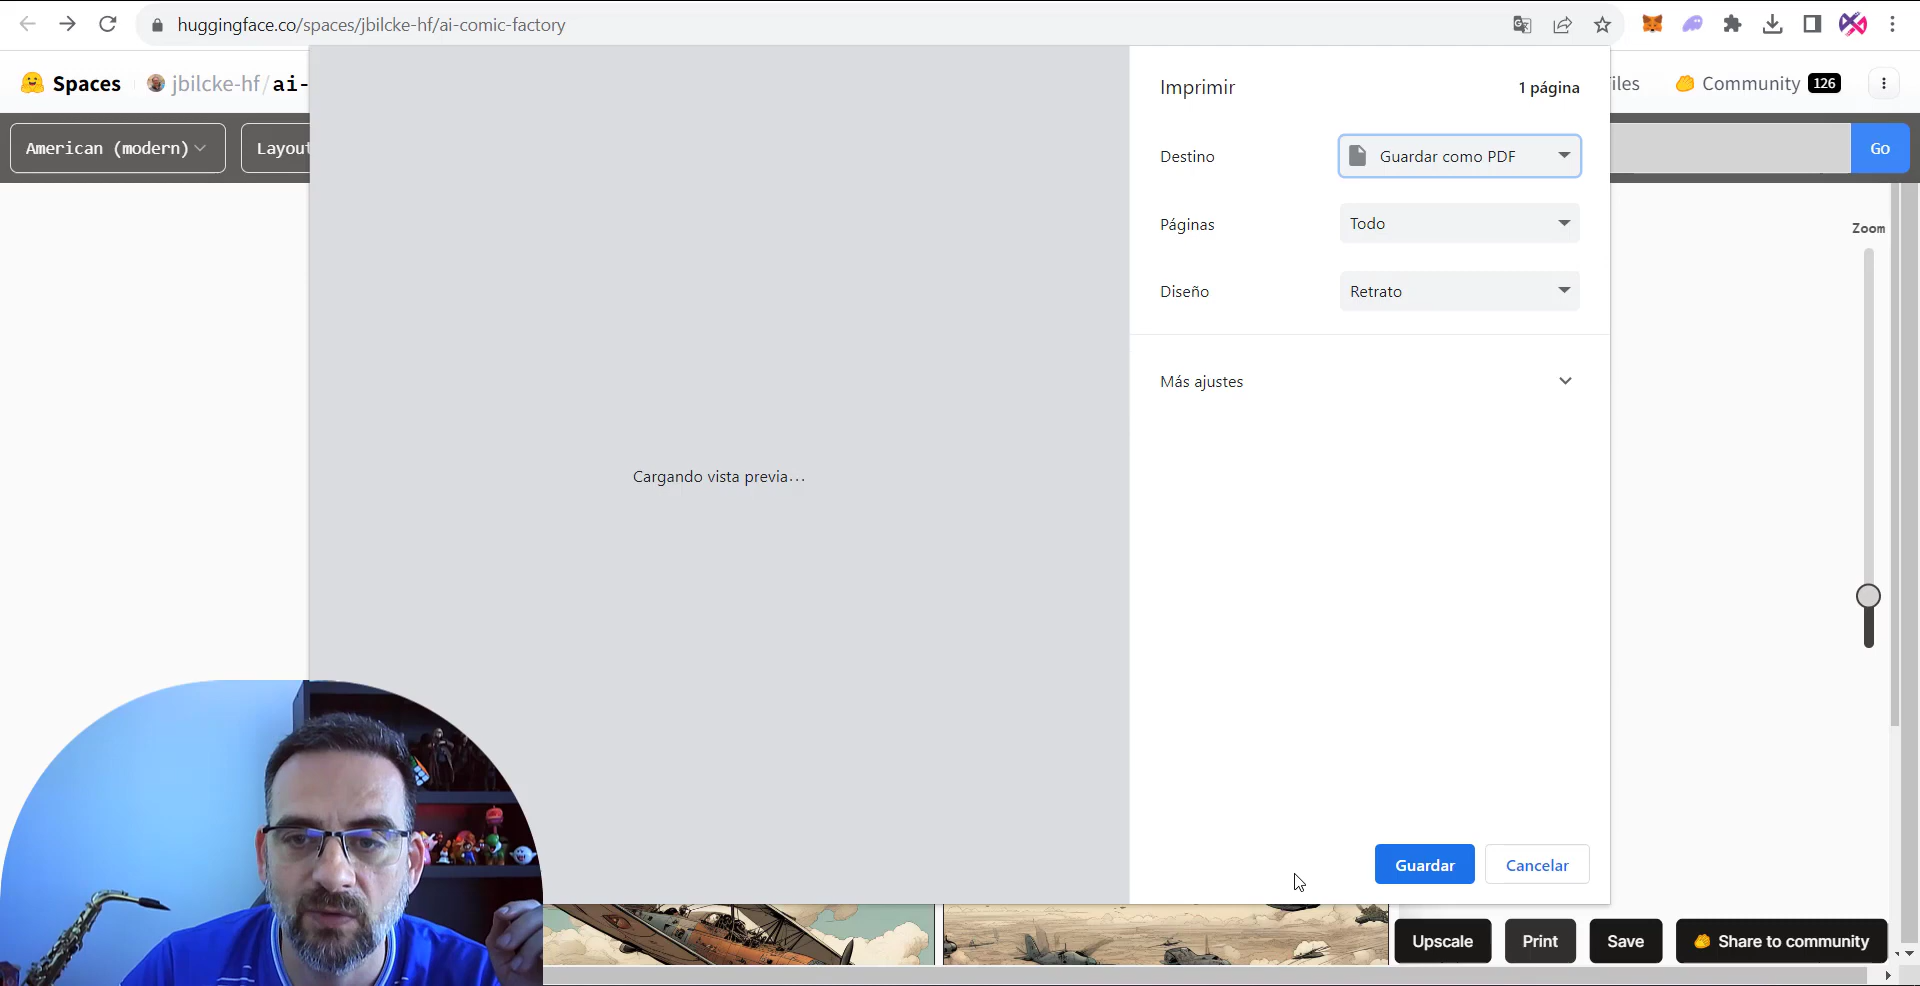 huggingface.co/spaces/jbilcke-hf/ai-comic-factory
Spaces
jbilcke-hf/ai-
Community 126
American (modern)
Go
Imprimir
1 página
Destino
Guardar como PDF
Páginas
Todo
Diseño
Retrato
Más ajustes
Cargando vista previa...
Guardar
Cancelar
Zoom
Upscale
Print
Save
Share to community